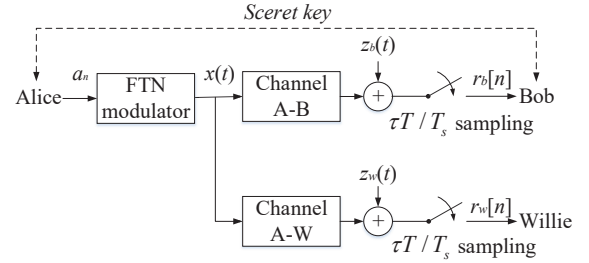 Sceret key
z_b(t)
Alice
a_n
FTN
modulator
x(t)
Channel
A-B
+
r_b[n]
Bob
τT / T_s sampling
z_w(t)
Channel
A-W
+
r_w[n]
Willie
τT / T_s sampling